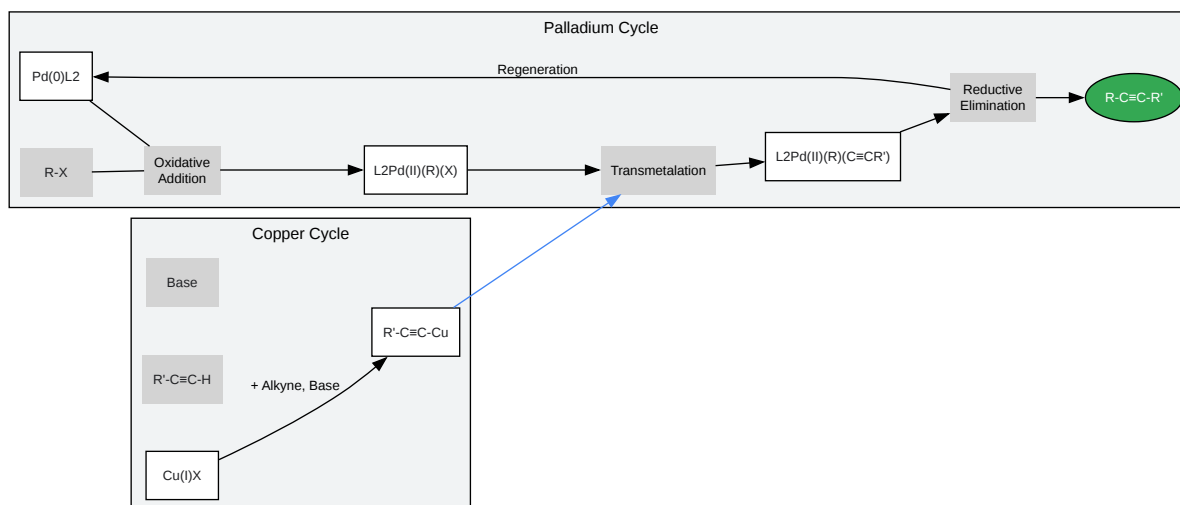 Palladium Cycle
Pd(0)L2
Regeneration
Reductive
Elimination
R-C≡C-R'
R-X
Oxidative
Addition
L2Pd(II)(R)(X)
Transmetalation
L2Pd(II)(R)(C≡CR')
Copper Cycle
Base
R'-C≡C-Cu
R'-C≡C-H
+ Alkyne, Base
Cu(I)X